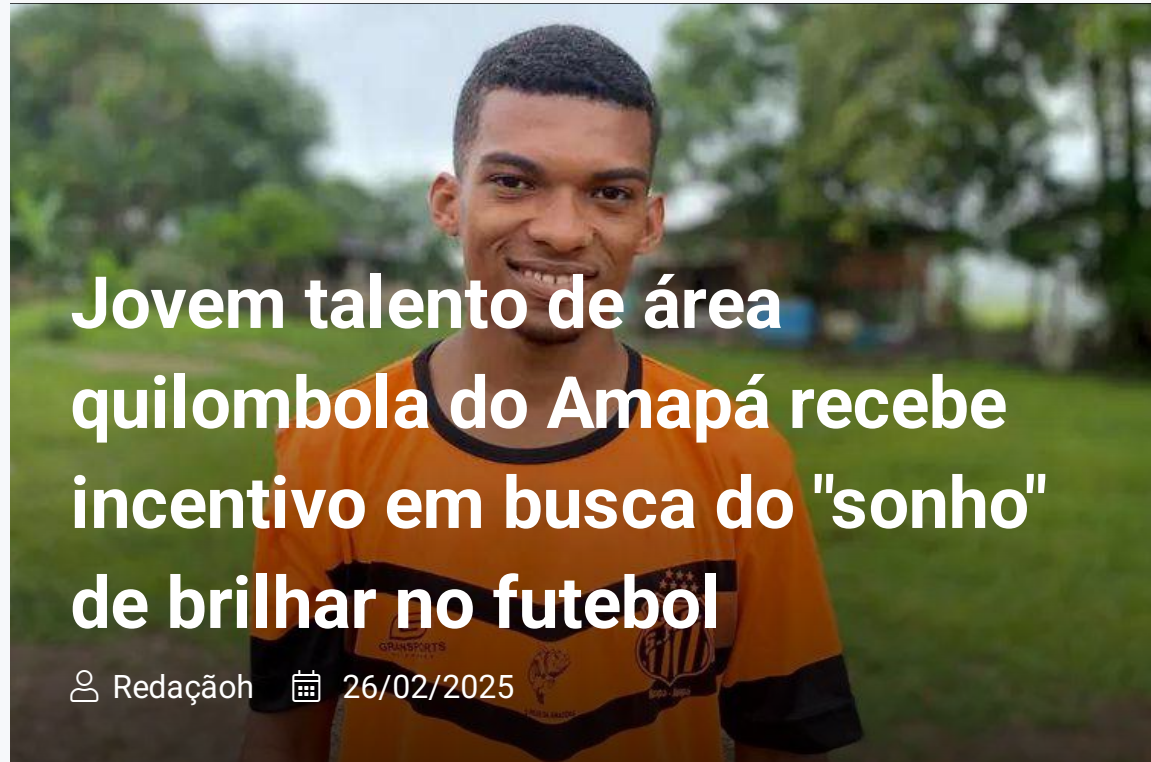 Jovem talento de área
quilombola do Amapá recebe
incentivo em busca do "sonho"
de brilhar no futebol
GRANSPORTS
Redaçãoh 26/02/2025